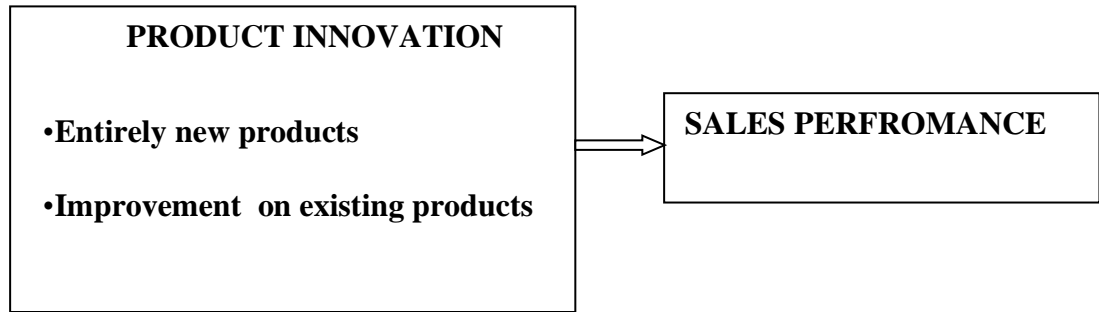 PRODUCT INNOVATION
•Entirely new products
•Improvement on existing products
SALES PERFROMANCE